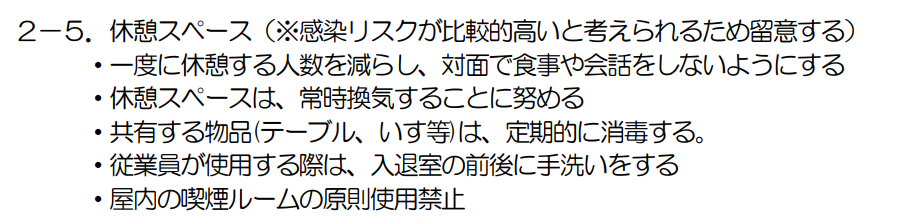 ２－５．休憩スペース（※感染リスクが比較的高いと考えられるため留意する）
・一度に休憩する人数を減らし、対面で食事や会話をしないようにする
・休憩スペースは、常時換気することに努める
・共有する物品(テーブル、いす等)は、定期的に消毒する。
・従業員が使用する際は、入退室の前後に手洗いをする
・屋内の喫煙ルームの原則使用禁止